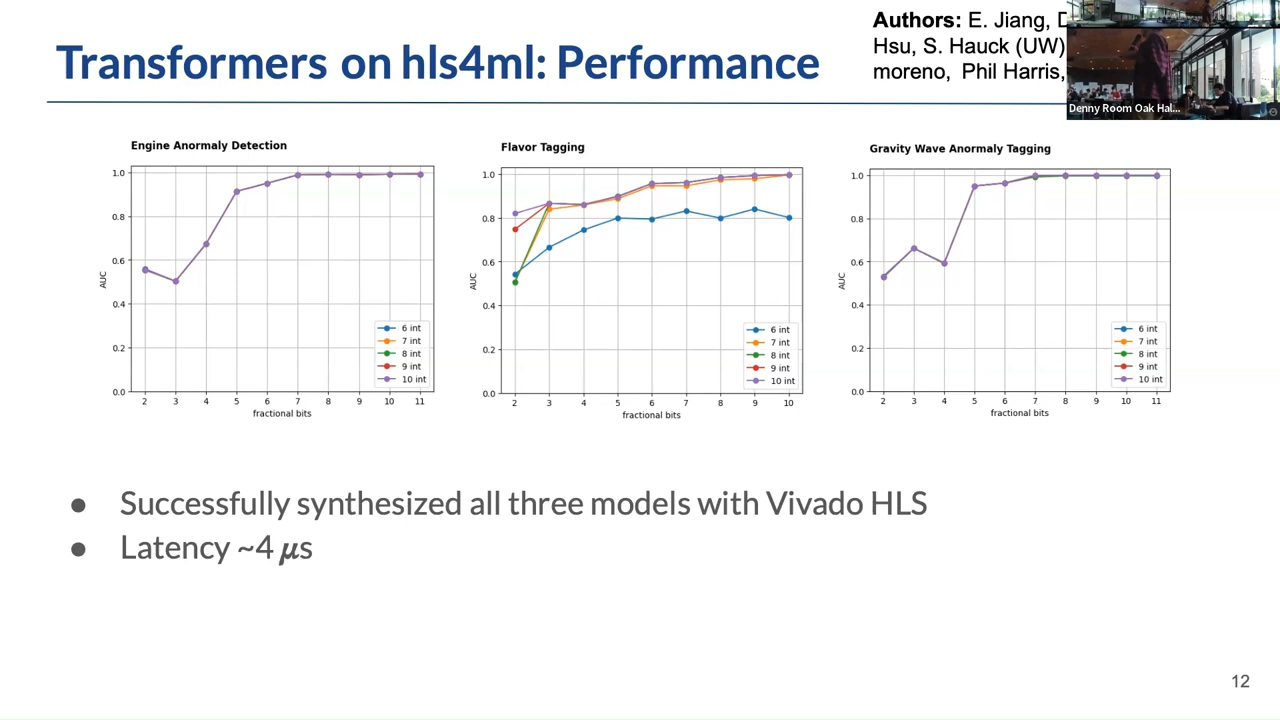 Transformers on hls4ml: Performance
Authors: E. Jiang,
Hsu, S. Hauck (UW)
moreno, Phil Harris,
Denny Room Oak Hal...
Engine Anormaly Detection
1.0
0.8
0.6
0.4
0.2
0.0
AUC
2 3 4 5 6 7 8 9 10 11
fractional bits
6 int
7 int
8 int
9 int
10 int
Flavor Tagging
1.0
0.8
0.6
0.4
0.2
0.0
AUC
2 3 4 5 6 7 8 9 10
fractional bits
6 int
7 int
8 int
9 int
10 int
Gravity Wave Anormaly Tagging
1.0
0.8
0.6
0.4
0.2
0.0
AUC
2 3 4 5 6 7 8 9 10 11
fractional bits
6 int
7 int
8 int
9 int
10 int
● Successfully synthesized all three models with Vivado HLS
● Latency ~4 μs
12